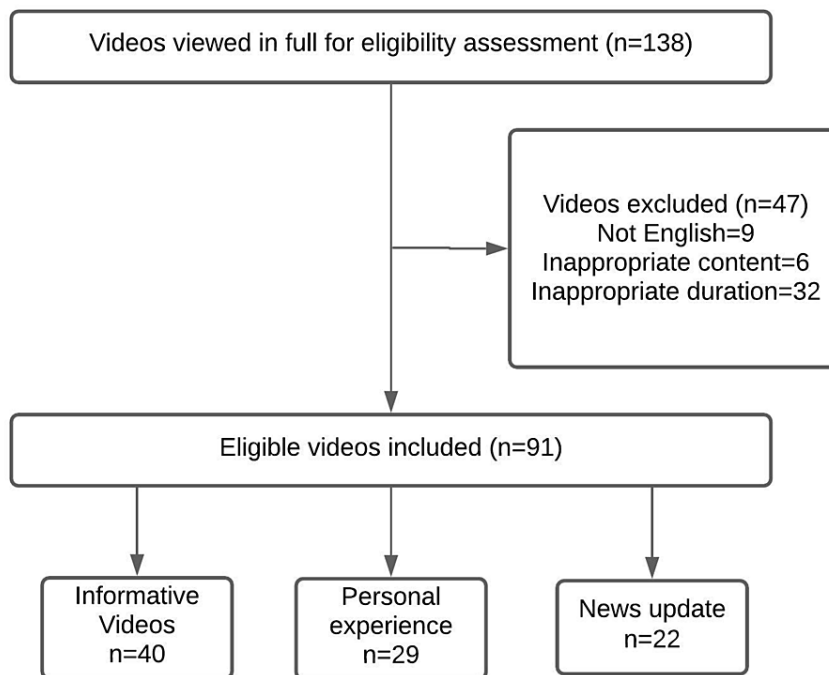 Videos viewed in full for eligibility assessment (n=138)
Videos excluded (n=47)
Not English=9
Inappropriate content=6
Inappropriate duration=32
Eligible videos included (n=91)
Informative
Videos
n=40
Personal
experience
n=29
News update
n=22